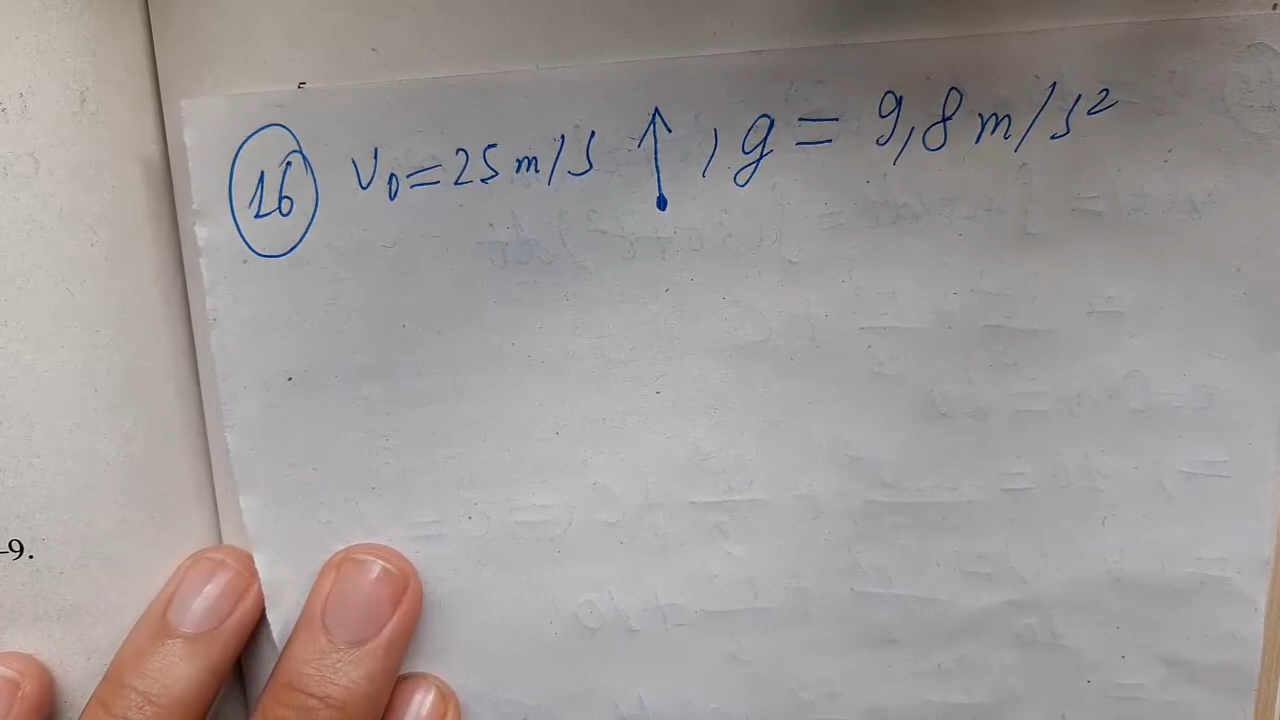 16 V₀ = 25 m/s ↑ , g = 9,8 m/s²
-9.